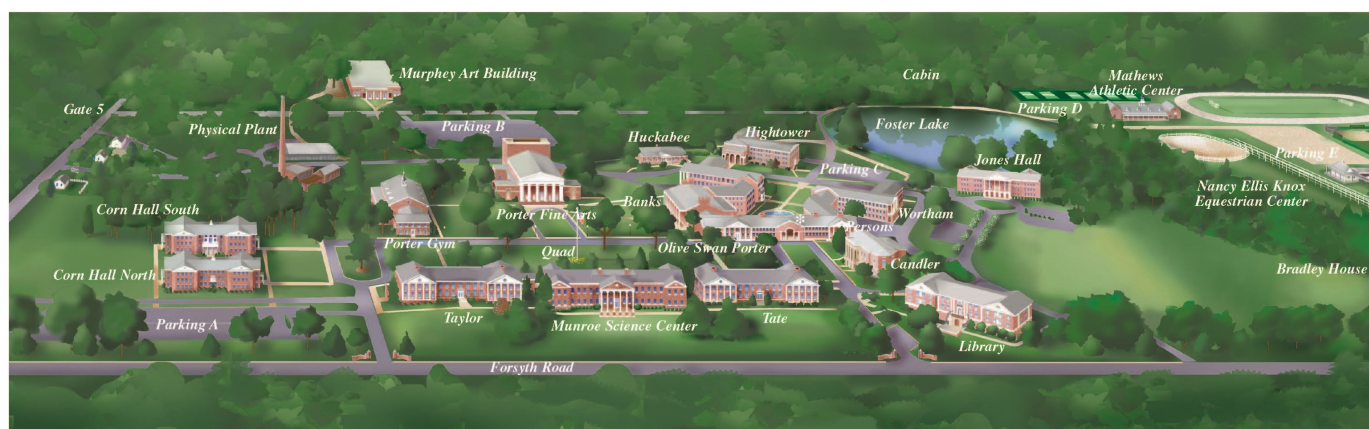 Murphey Art Building
Cabin
Mathews
Athletic Center
Gate 5
Parking D
Physical Plant
Parking B
Huckabee
Hightower
Foster Lake
Jones Hall
Parking C
Parking E
Nancy Ellis Knox
Equestrian Center
Corn Hall South
Porter Fine Arts
Banks
Wortham
Persons
Porter Gym
Quad
Olive Swan Porter
Candler
Corn Hall North
Bradley House
Parking A
Taylor
Munroe Science Center
Tate
Library
Forsyth Road